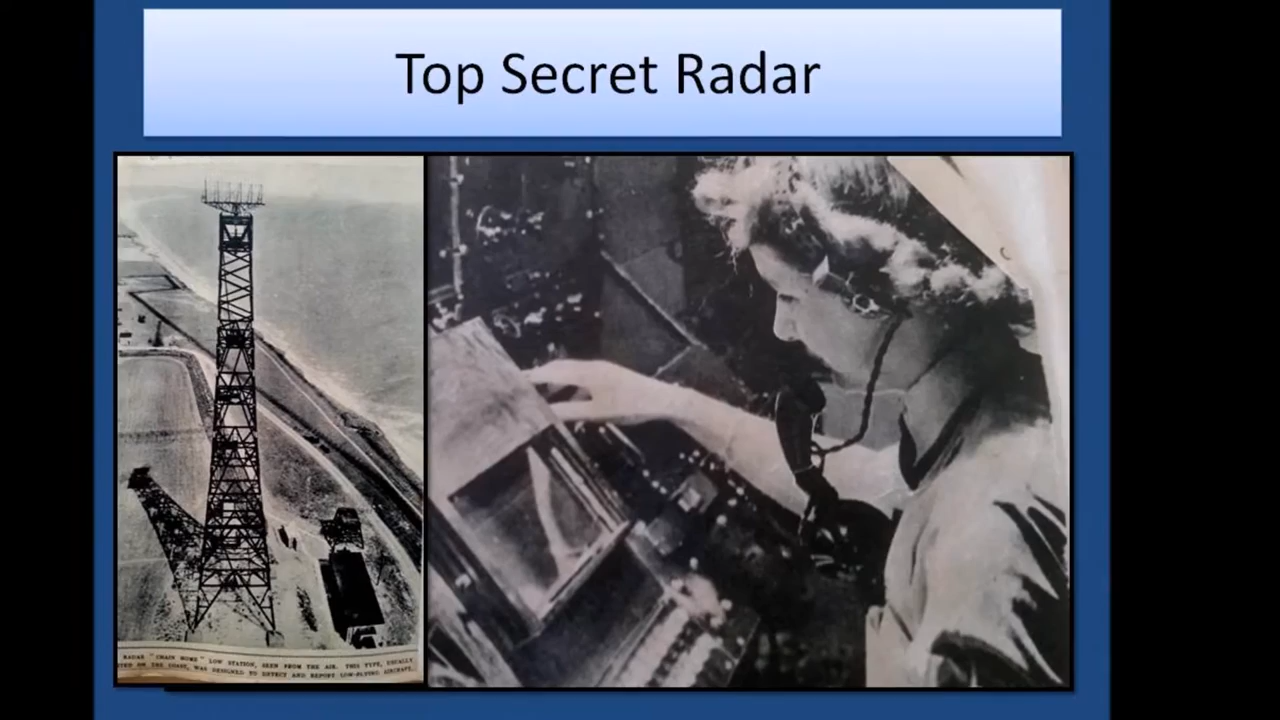 Top Secret Radar
RADAR "CHAIN HOME" LOW STATION, SEEN FROM THE AIR. THIS TYPE, USUALLY
ON THE COAST, WAS DESIGNED TO DETECT AND REPORT LOW-FLYING AIRCRAFT.